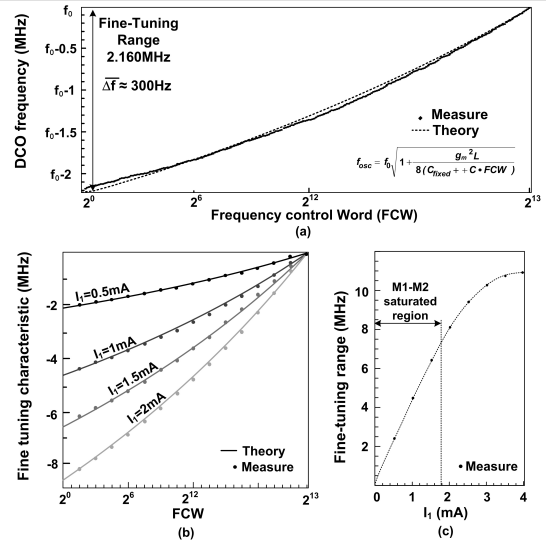 f₀
f₀-0.5
f₀-1
f₀-1.5
f₀-2
DCO frequency (MHz)
Fine-Tuning
Range
2.160MHz
Δf ≈ 300Hz
Measure
Theory
f_osc = f₀ √ 1 + g_m² L / 8 (C_fixed + + C • FCW )
2⁰ 2⁶ 2¹² 2¹³
Frequency control Word (FCW)
(a)
Fine tuning characteristic (MHz)
-2
-4
-6
-8
I₁=0.5mA
I₁=1mA
I₁=1.5mA
I₁=2mA
Theory
Measure
2⁰ 2⁶ 2¹² 2¹³
FCW
(b)
Fine-tuning range (MHz)
12
10
8
6
4
2
M1-M2
saturated
region
Measure
0 1 2 3 4
I₁ (mA)
(c)